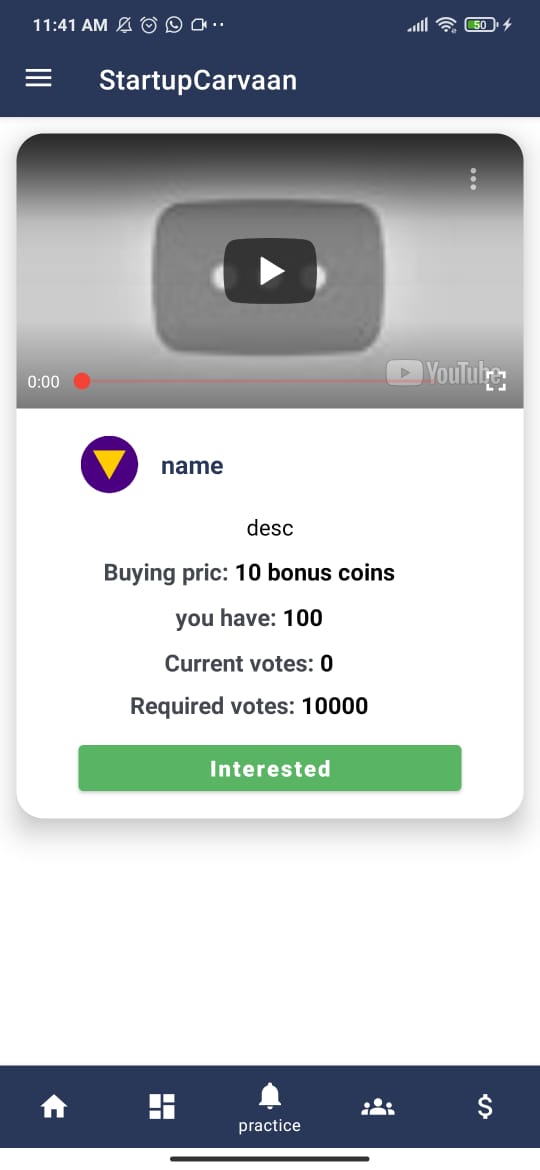 11:41 AM
50
StartupCarvaan
0:00
YouTube
name
desc
Buying pric: 10 bonus coins
you have: 100
Current votes: 0
Required votes: 10000
Interested
practice